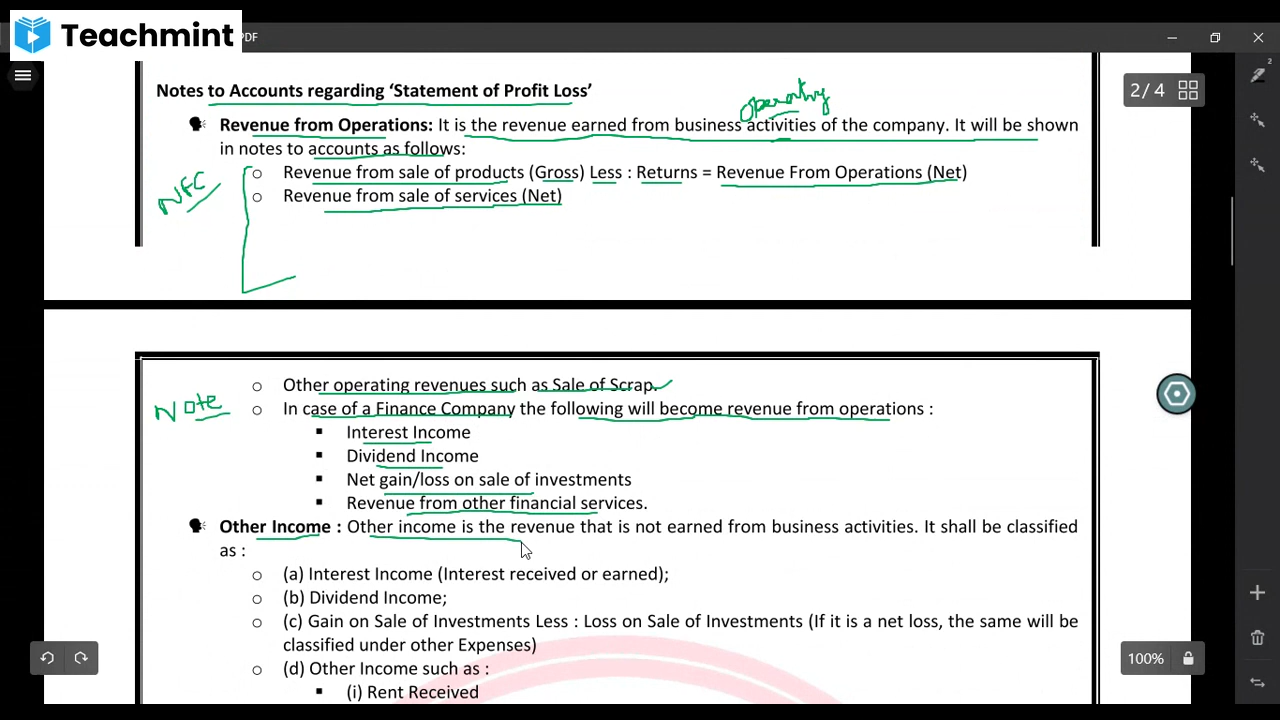 Teachmint
PDF
2/4
Notes to Accounts regarding ‘Statement of Profit Loss’
operating
Revenue from Operations: It is the revenue earned from business activities of the company. It will be shown
in notes to accounts as follows:
NFC
o Revenue from sale of products (Gross) Less : Returns = Revenue From Operations (Net)
o Revenue from sale of services (Net)
o Other operating revenues such as Sale of Scrap.
Note
o In case of a Finance Company the following will become revenue from operations :
▪ Interest Income
▪ Dividend Income
▪ Net gain/loss on sale of investments
▪ Revenue from other financial services.
Other Income : Other income is the revenue that is not earned from business activities. It shall be classified
as :
o (a) Interest Income (Interest received or earned);
o (b) Dividend Income;
o (c) Gain on Sale of Investments Less : Loss on Sale of Investments (If it is a net loss, the same will be
classified under other Expenses)
o (d) Other Income such as :
▪ (i) Rent Received
100%
2